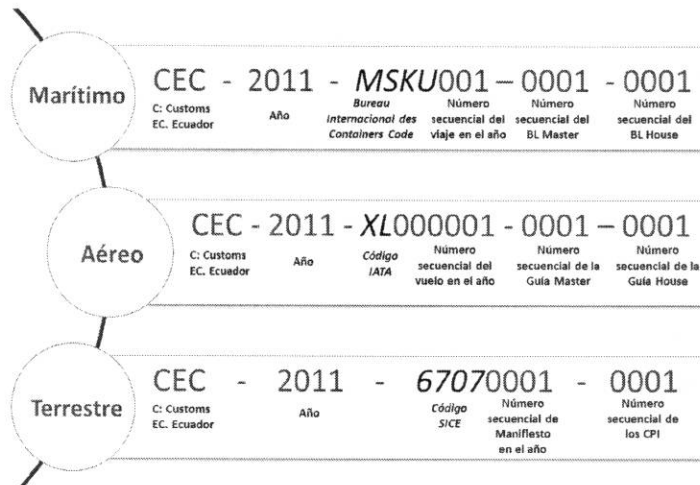 Marítimo
CEC - 2011 - MSKU001 – 0001 - 0001
C: Customs
EC. Ecuador
Año
Bureau
Internacional des
Containers Code
Número
secuencial del
viaje en el año
Número
secuencial del
BL Master
Número
secuencial del
BL House
Aéreo
CEC - 2011 - XL000001 - 0001 – 0001
C: Customs
EC. Ecuador
Año
Código
IATA
Número
secuencial del
vuelo en el año
Número
secuencial de la
Guía Master
Número
secuencial de la
Guía House
Terrestre
CEC - 2011 - 67070001 - 0001
C: Customs
EC. Ecuador
Año
Código
SICE
Número
secuencial de
Manifiesto
en el año
Número
secuencial de
los CPI